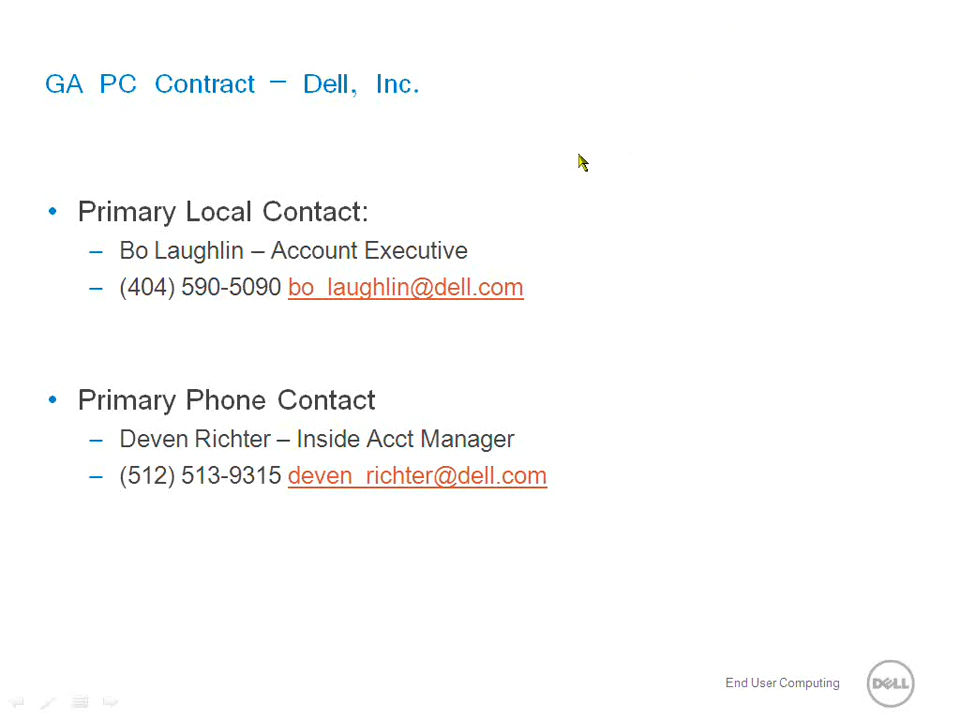 GA PC Contract – Dell, Inc.
• Primary Local Contact:
– Bo Laughlin – Account Executive
– (404) 590-5090 bo_laughlin@dell.com
• Primary Phone Contact
– Deven Richter – Inside Acct Manager
– (512) 513-9315 deven_richter@dell.com
End User Computing
DELL